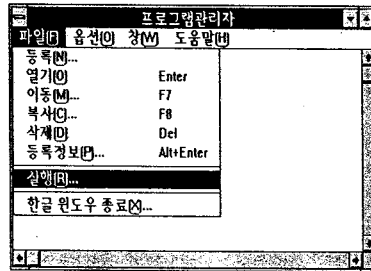 프로그램관리자
파일[F] 옵션[O] 창[W] 도움말[H]
등록[N]...
열기[O] Enter
이동[M]... F7
복사[C]... F8
삭제[D] Del
등록정보[P]... Alt+Enter
실행[R]...
한글 윈도우 종료[X]...